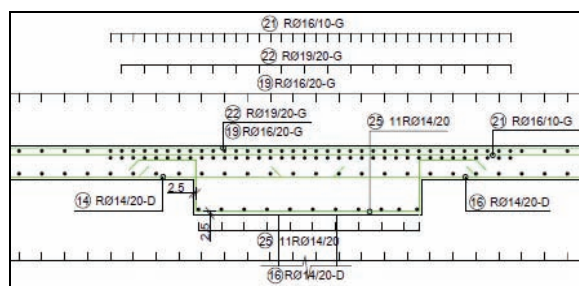 21 RØ16/10-G
22 RØ19/20-G
19 RØ16/20-G
22 RØ19/20-G 25 11RØ14/20 21 RØ16/10-G
19 RØ16/20-G
14 RØ14/20-D 2.5 16 RØ14/20-D
2.5
25 11RØ14/20
16 RØ14/20-D